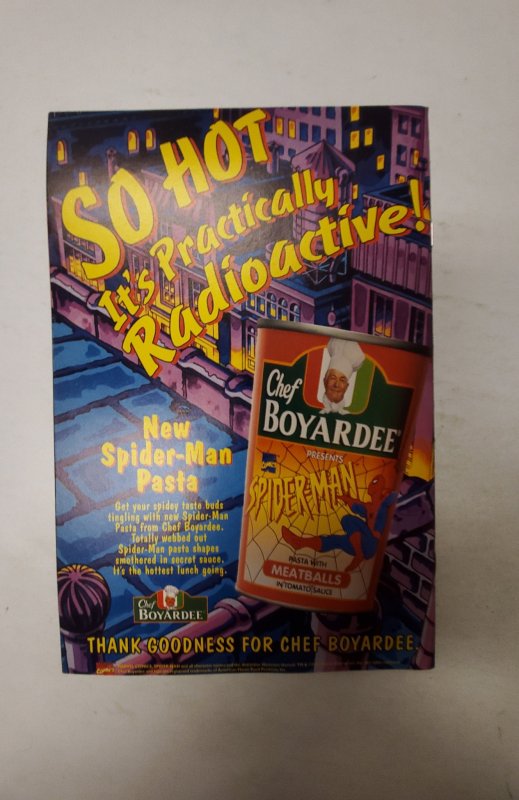 SO HOT
It's Practically
Radioactive!
Chef
BOYARDEE
PRESENTS
SPIDER-MAN
PASTA WITH
MEATBALLS
IN TOMATO SAUCE
New
Spider-Man
Pasta
Get your spidey taste buds
tingling with new Spider-Man
Pasta from Chef Boyardee.
Totally webbed out
Spider-Man pasta shapes
smothered in secret sauce.
It's the hottest lunch going.
Chef
BOYARDEE
THANK GOODNESS FOR CHEF BOYARDEE.